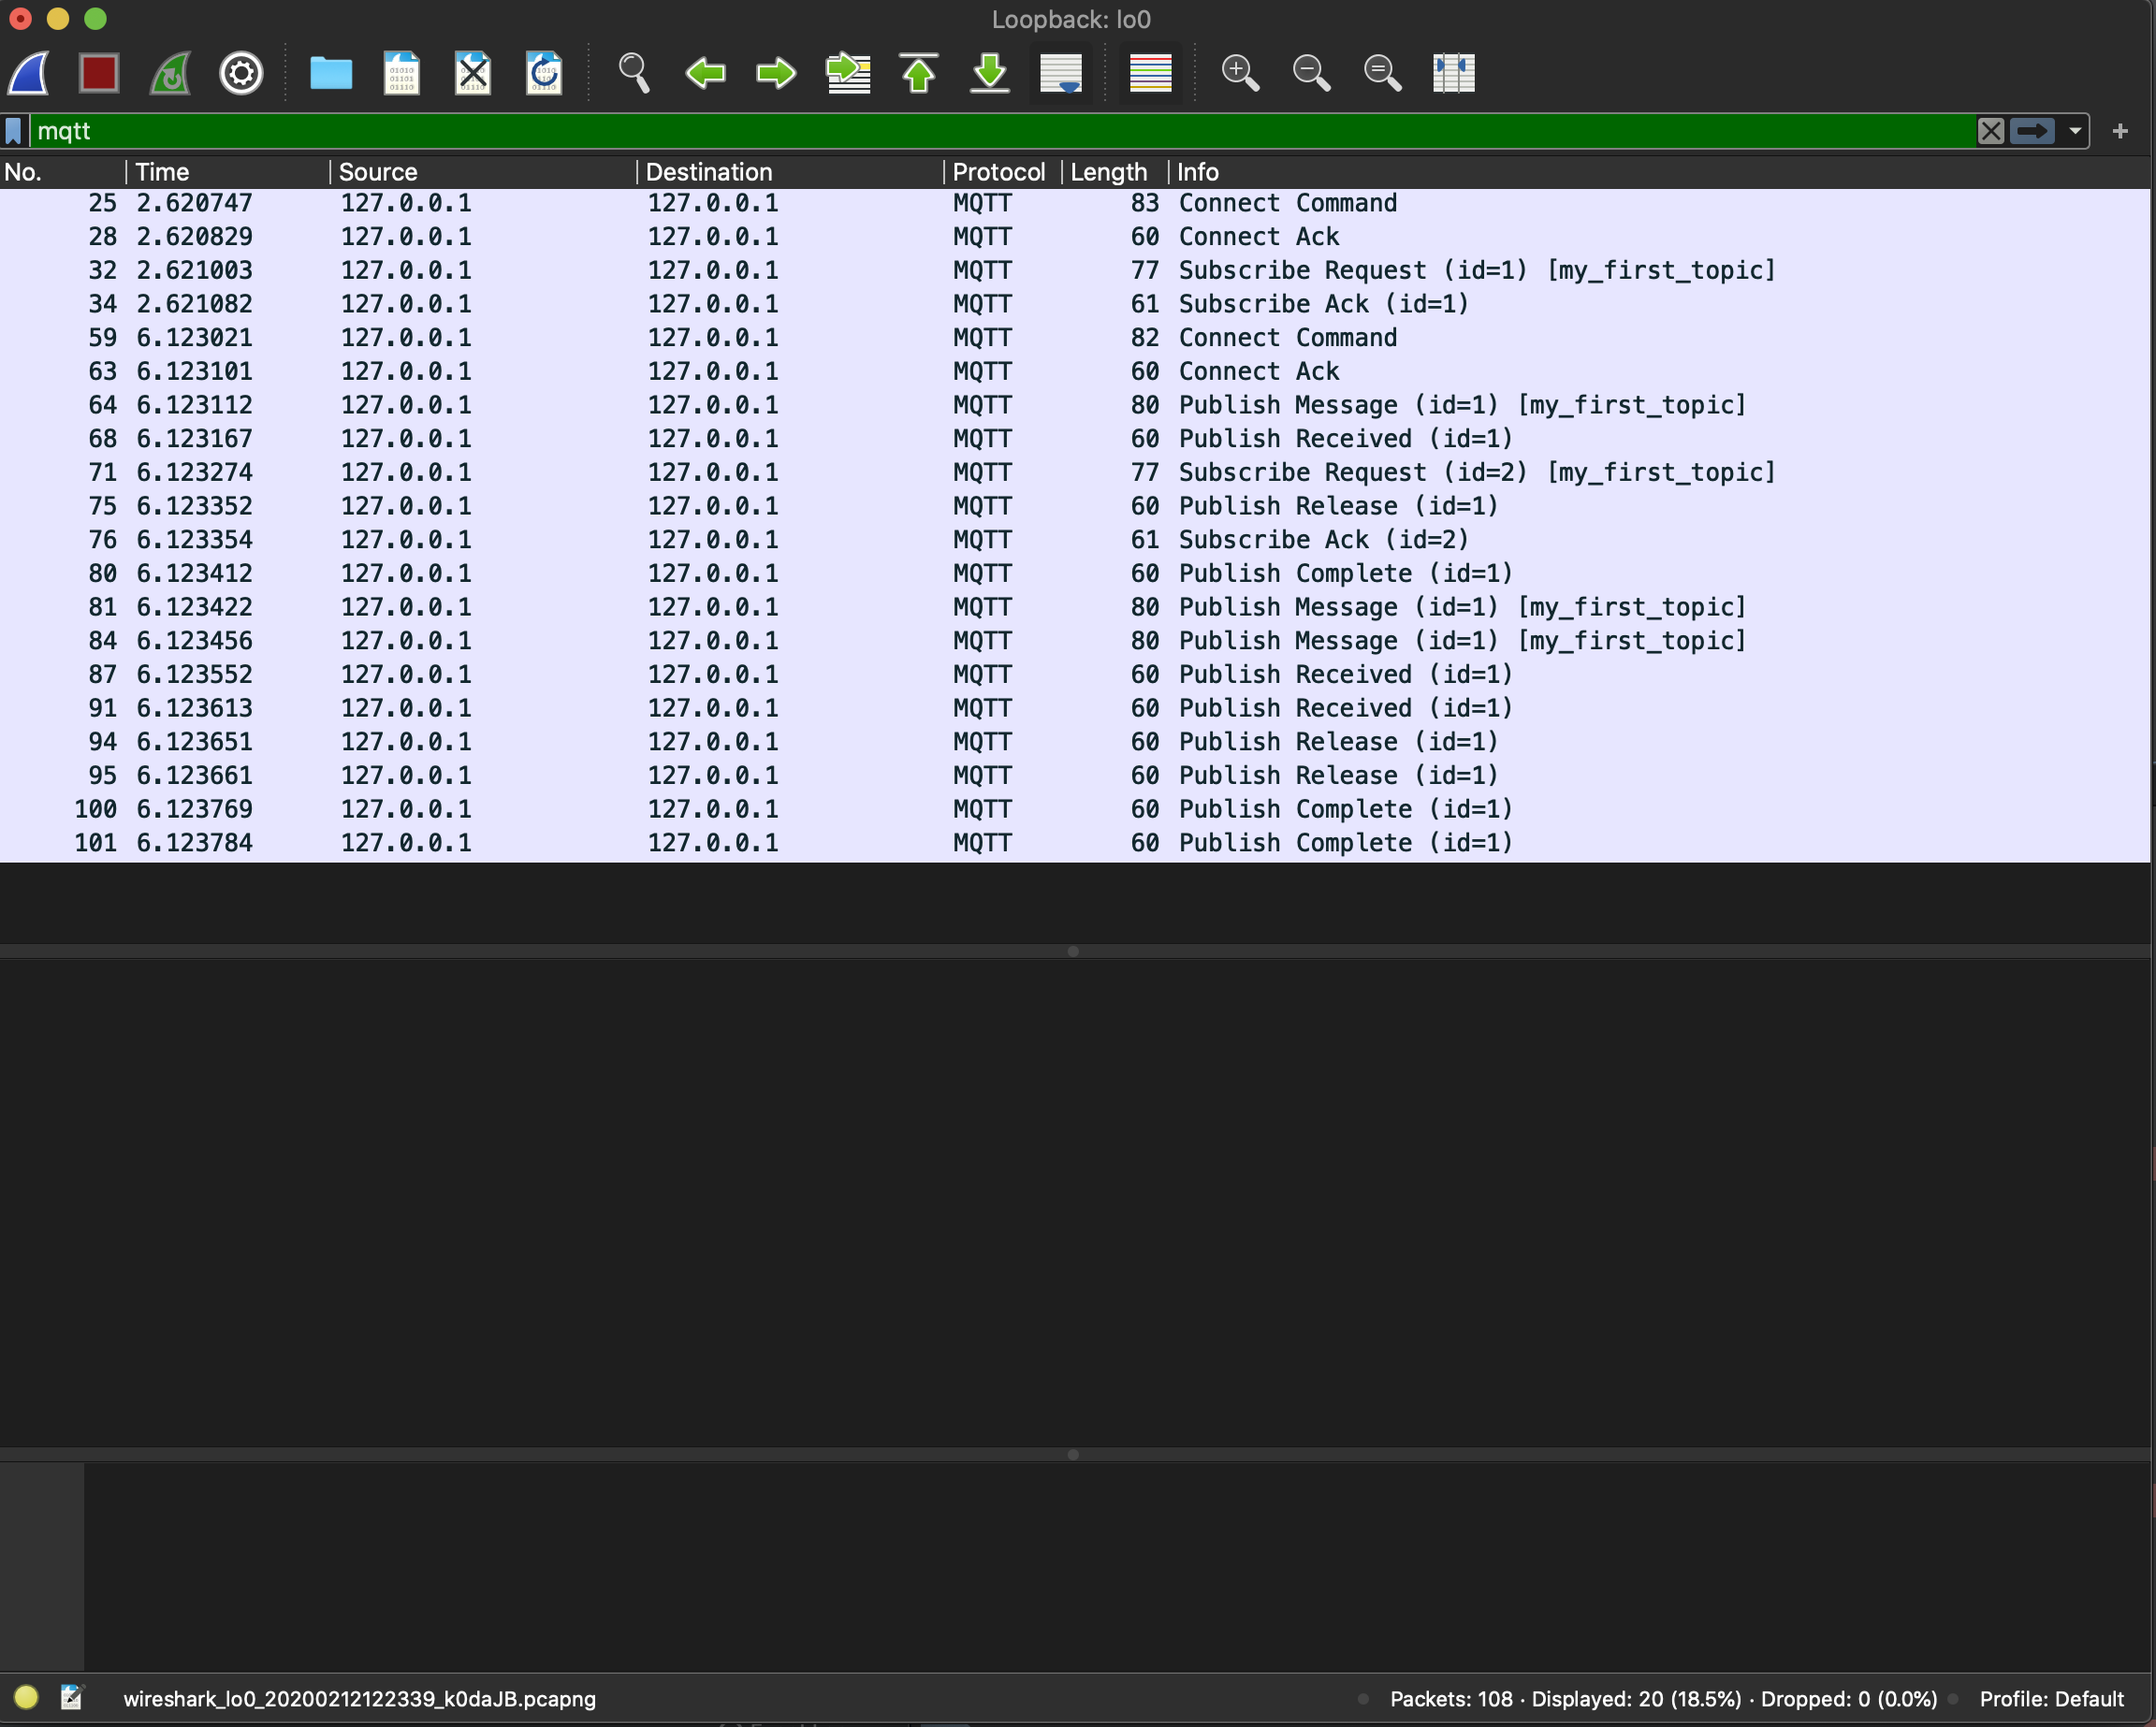 Loopback: lo0
mqtt
No. Time Source Destination Protocol Length Info
25 2.620747 127.0.0.1 127.0.0.1 MQTT 83 Connect Command
28 2.620829 127.0.0.1 127.0.0.1 MQTT 60 Connect Ack
32 2.621003 127.0.0.1 127.0.0.1 MQTT 77 Subscribe Request (id=1) [my_first_topic]
34 2.621082 127.0.0.1 127.0.0.1 MQTT 61 Subscribe Ack (id=1)
59 6.123021 127.0.0.1 127.0.0.1 MQTT 82 Connect Command
63 6.123101 127.0.0.1 127.0.0.1 MQTT 60 Connect Ack
64 6.123112 127.0.0.1 127.0.0.1 MQTT 80 Publish Message (id=1) [my_first_topic]
68 6.123167 127.0.0.1 127.0.0.1 MQTT 60 Publish Received (id=1)
71 6.123274 127.0.0.1 127.0.0.1 MQTT 77 Subscribe Request (id=2) [my_first_topic]
75 6.123352 127.0.0.1 127.0.0.1 MQTT 60 Publish Release (id=1)
76 6.123354 127.0.0.1 127.0.0.1 MQTT 61 Subscribe Ack (id=2)
80 6.123412 127.0.0.1 127.0.0.1 MQTT 60 Publish Complete (id=1)
81 6.123422 127.0.0.1 127.0.0.1 MQTT 80 Publish Message (id=1) [my_first_topic]
84 6.123456 127.0.0.1 127.0.0.1 MQTT 80 Publish Message (id=1) [my_first_topic]
87 6.123552 127.0.0.1 127.0.0.1 MQTT 60 Publish Received (id=1)
91 6.123613 127.0.0.1 127.0.0.1 MQTT 60 Publish Received (id=1)
94 6.123651 127.0.0.1 127.0.0.1 MQTT 60 Publish Release (id=1)
95 6.123661 127.0.0.1 127.0.0.1 MQTT 60 Publish Release (id=1)
100 6.123769 127.0.0.1 127.0.0.1 MQTT 60 Publish Complete (id=1)
101 6.123784 127.0.0.1 127.0.0.1 MQTT 60 Publish Complete (id=1)
wireshark_lo0_20200212122339_k0daJB.pcapng Packets: 108 · Displayed: 20 (18.5%) · Dropped: 0 (0.0%) Profile: Default